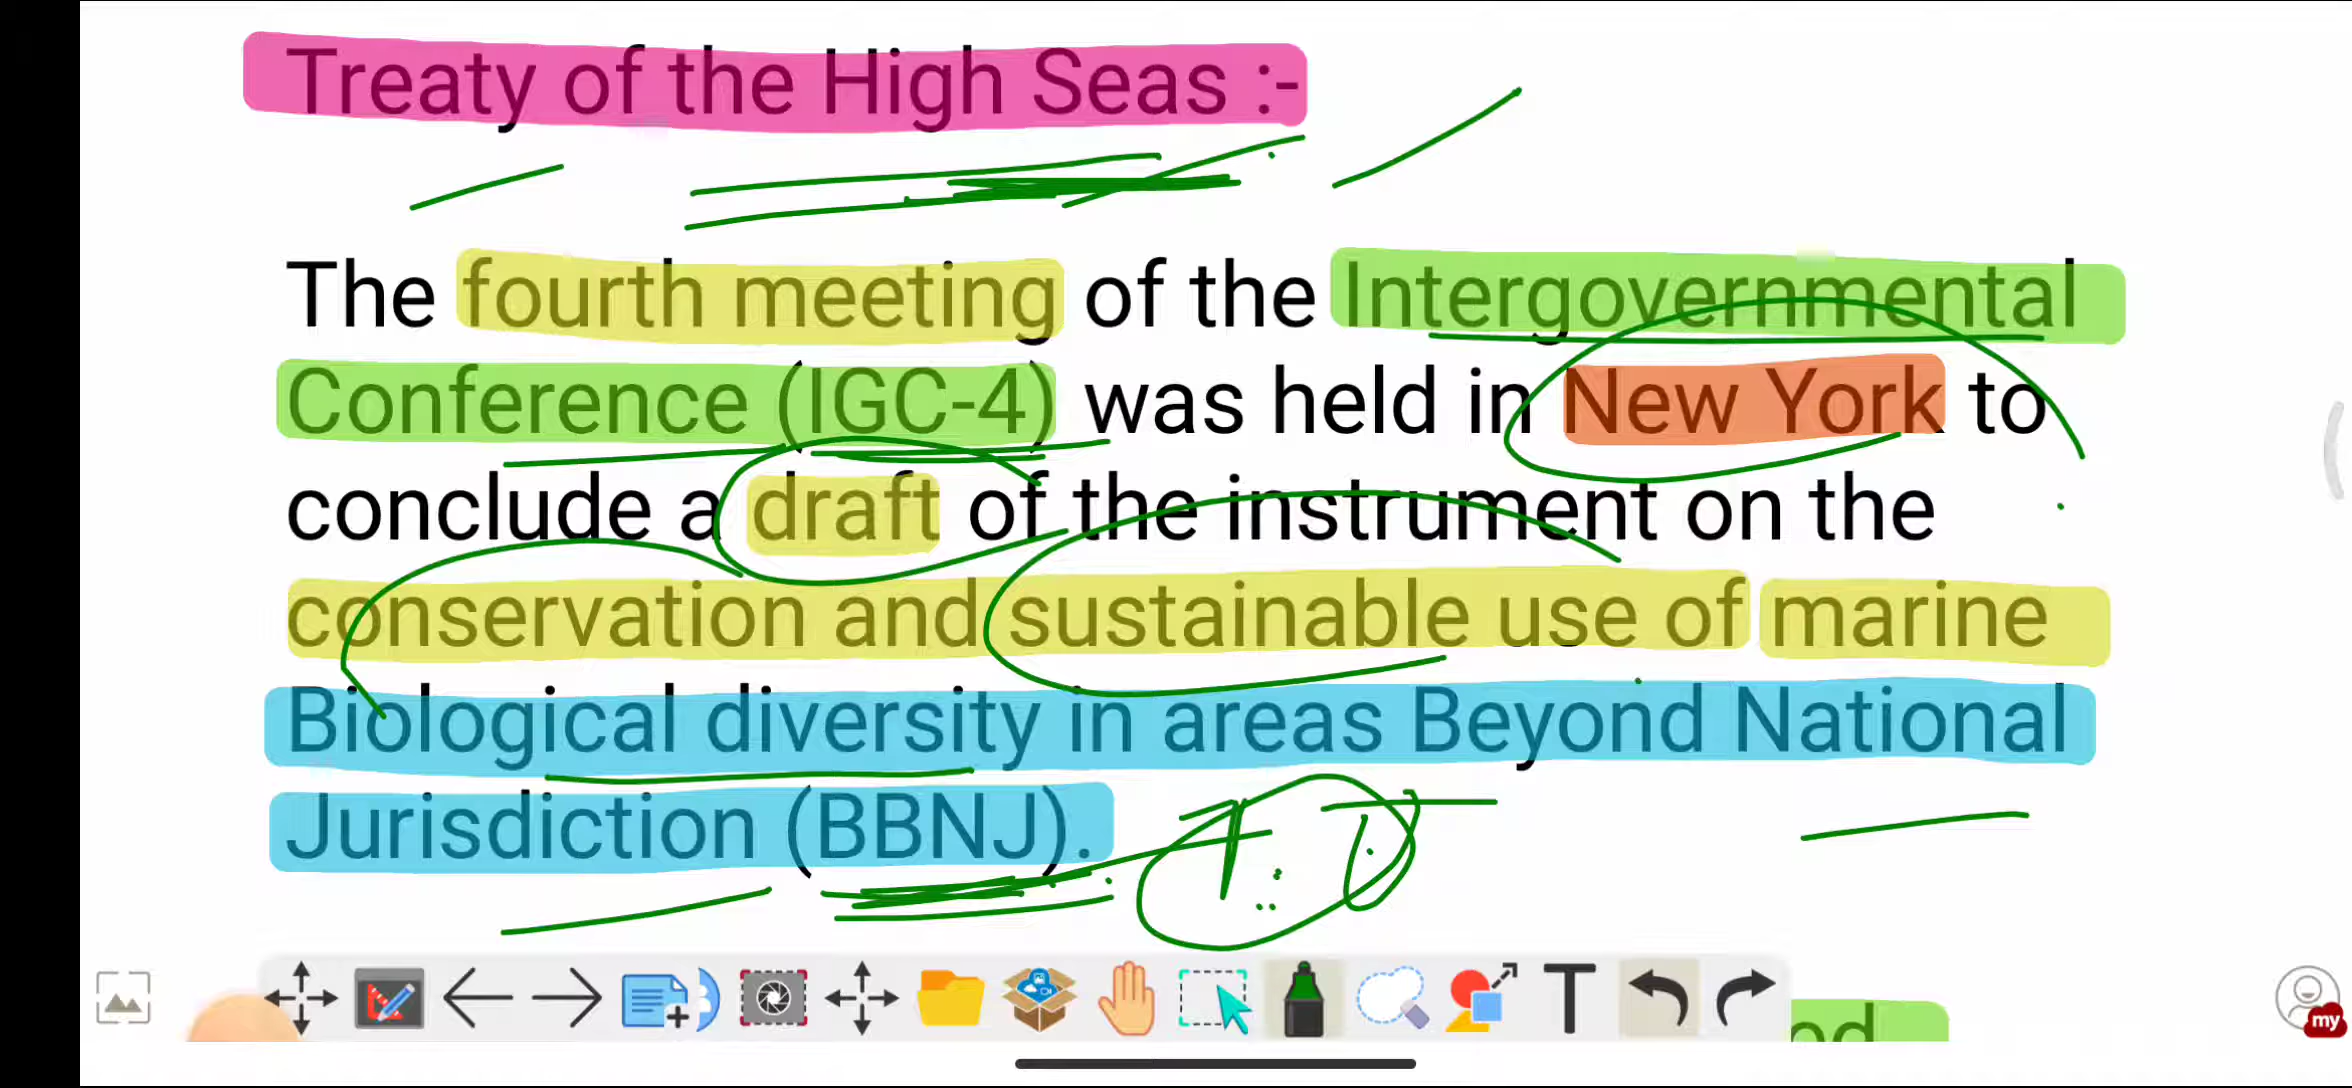 Treaty of the High Seas :-
The fourth meeting of the Intergovernmental
Conference (IGC-4) was held in New York to
conclude a draft of the instrument on the
conservation and sustainable use of marine
Biological diversity in areas Beyond National
Jurisdiction (BBNJ).
T
my